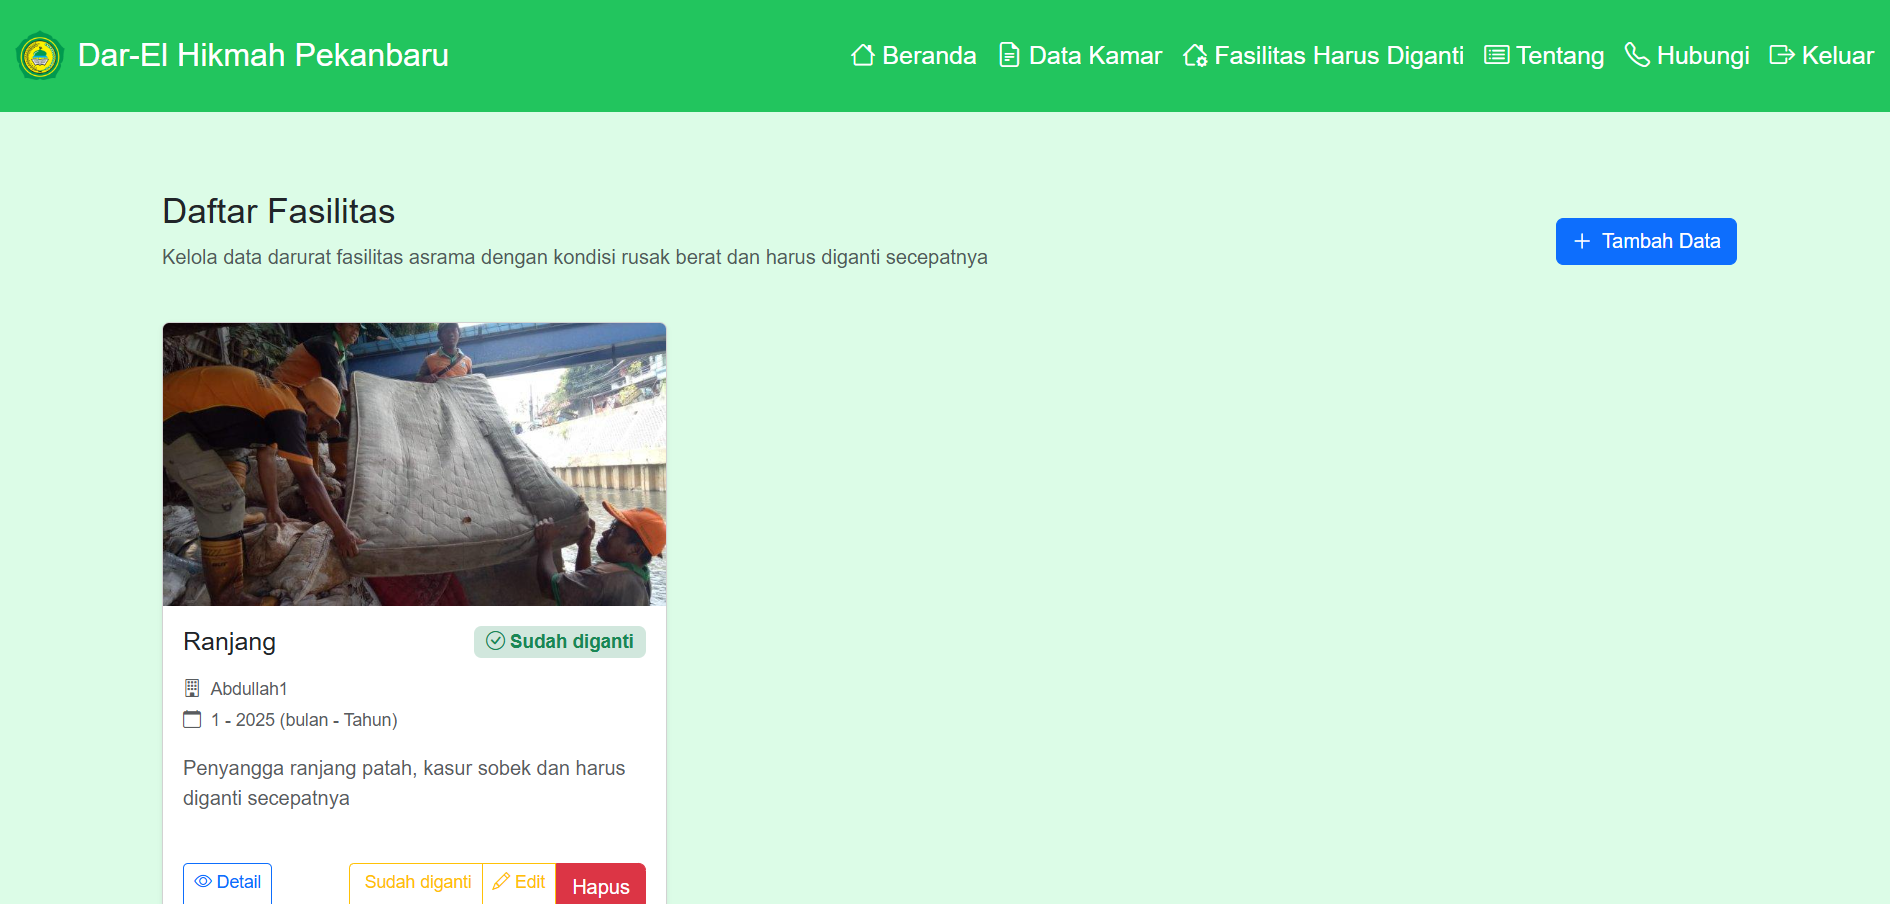 Dar-El Hikmah Pekanbaru
Beranda
Data Kamar
Fasilitas Harus Diganti
Tentang
Hubungi
Keluar
Daftar Fasilitas
Kelola data darurat fasilitas asrama dengan kondisi rusak berat dan harus diganti secepatnya
+ Tambah Data
Ranjang
Sudah diganti
Abdullah1
1 - 2025 (bulan - Tahun)
Penyangga ranjang patah, kasur sobek dan harus
diganti secepatnya
Detail
Sudah diganti
Edit
Hapus